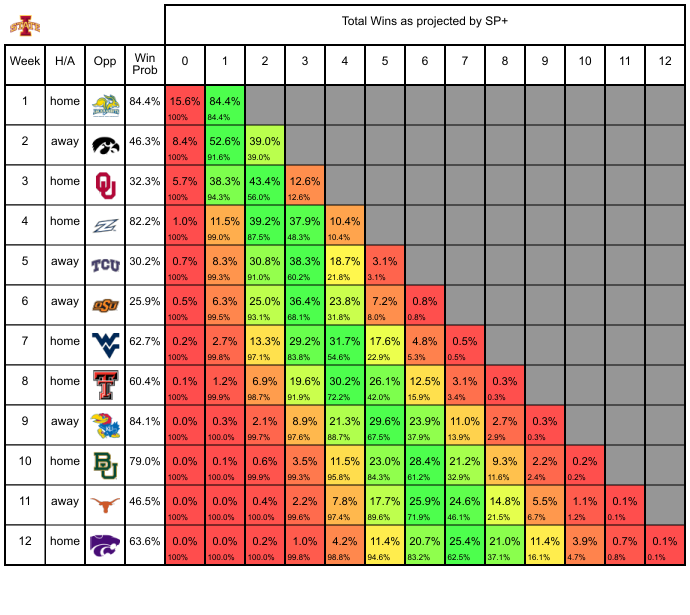 STATE
Total Wins as projected by SP+
Week H/A Opp Win Prob 0 1 2 3 4 5 6 7 8 9 10 11 12
1 home 84.4% 15.6% 84.4%
100% 84.4%
2 away 46.3% 8.4% 52.6% 39.0%
100% 91.6% 39.0%
3 home OU 32.3% 5.7% 38.3% 43.4% 12.6%
100% 94.3% 56.0% 12.6%
4 home 82.2% 1.0% 11.5% 39.2% 37.9% 10.4%
100% 99.0% 87.5% 48.3% 10.4%
5 away TCU 30.2% 0.7% 8.3% 30.8% 38.3% 18.7% 3.1%
100% 99.3% 91.0% 60.2% 21.8% 3.1%
6 away OSU 25.9% 0.5% 6.3% 25.0% 36.4% 23.8% 7.2% 0.8%
100% 99.5% 93.1% 68.1% 31.8% 8.0% 0.8%
7 home WV 62.7% 0.2% 2.7% 13.3% 29.2% 31.7% 17.6% 4.8% 0.5%
100% 99.8% 97.1% 83.8% 54.6% 22.9% 5.3% 0.5%
8 home T 60.4% 0.1% 1.2% 6.9% 19.6% 30.2% 26.1% 12.5% 3.1% 0.3%
100% 99.9% 98.7% 91.9% 72.2% 42.0% 15.9% 3.4% 0.3%
9 away KU 84.1% 0.0% 0.3% 2.1% 8.9% 21.3% 29.6% 23.9% 11.0% 2.7% 0.3%
100% 100.0% 99.7% 97.6% 88.7% 67.5% 37.9% 13.9% 2.9% 0.3%
10 home BU 79.0% 0.0% 0.1% 0.6% 3.5% 11.5% 23.0% 28.4% 21.2% 9.3% 2.2% 0.2%
100% 100.0% 99.9% 99.3% 95.8% 84.3% 61.2% 32.9% 11.6% 2.4% 0.2%
11 away 46.5% 0.0% 0.0% 0.4% 2.2% 7.8% 17.7% 25.9% 24.6% 14.8% 5.5% 1.1% 0.1%
100% 100.0% 100.0% 99.6% 97.4% 89.6% 71.9% 46.1% 21.5% 6.7% 1.2% 0.1%
12 home 63.6% 0.0% 0.0% 0.2% 1.0% 4.2% 11.4% 20.7% 25.4% 21.0% 11.4% 3.9% 0.7% 0.1%
100% 100.0% 100.0% 99.8% 98.8% 94.6% 83.2% 62.5% 37.1% 16.1% 4.7% 0.8% 0.1%